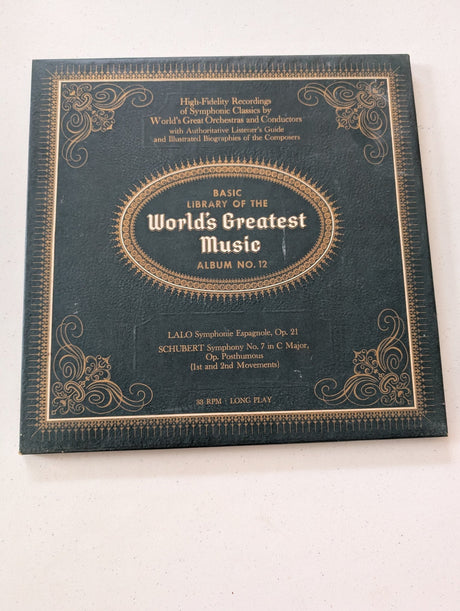 High-Fidelity Recordings
of Symphonic Classics by
World's Great Orchestras and Conductors
with Authoritative Listener's Guide
and Illustrated Biographies of the Composers
BASIC
LIBRARY OF THE
World's Greatest
Music
ALBUM NO. 12
LALO Symphonie Espagnole, Op. 21
SCHUBERT Symphony No. 7 in C Major,
Op. Posthumous
(1st and 2nd Movements)
33 RPM · LONG PLAY